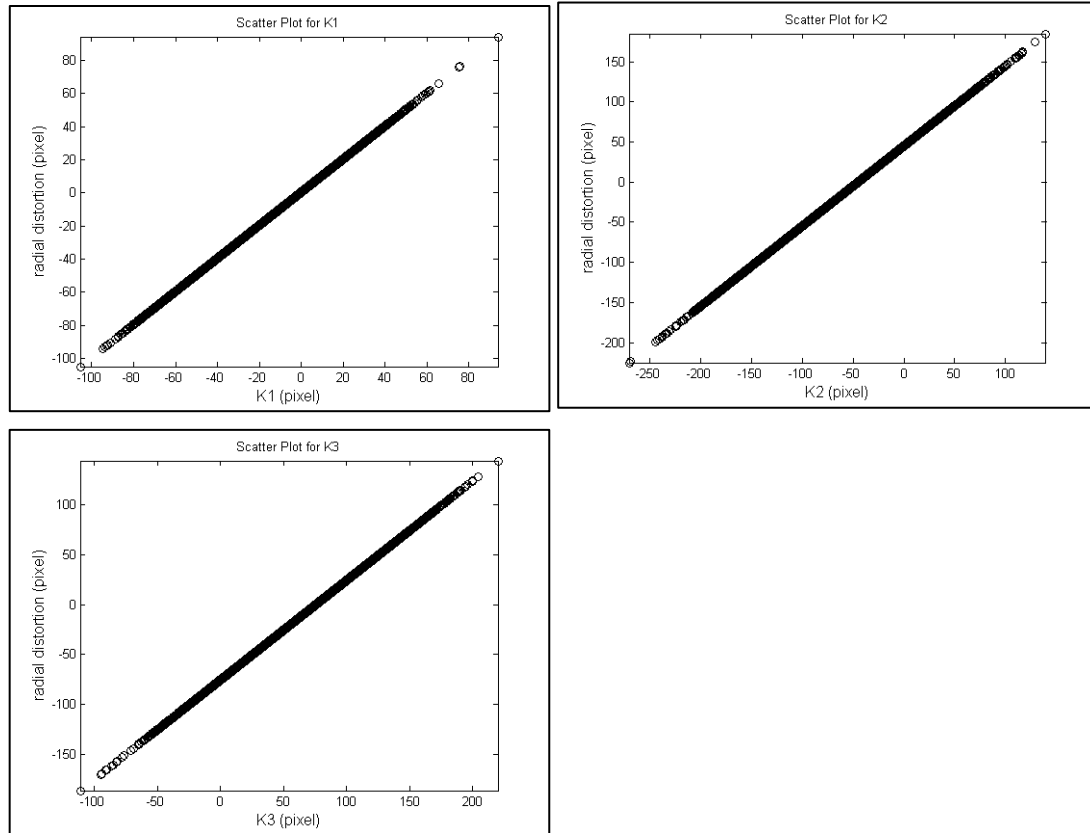 Scatter Plot for K1
80
60
40
20
0
-20
-40
-60
-80
-100
radial distortion (pixel)
-100 -80 -60 -40 -20 0 20 40 60 80
K1 (pixel)
Scatter Plot for K2
150
100
50
0
-50
-100
-150
-200
radial distortion (pixel)
-250 -200 -150 -100 -50 0 50 100
K2 (pixel)
Scatter Plot for K3
100
50
0
-50
-100
-150
radial distortion (pixel)
-100 -50 0 50 100 150 200
K3 (pixel)